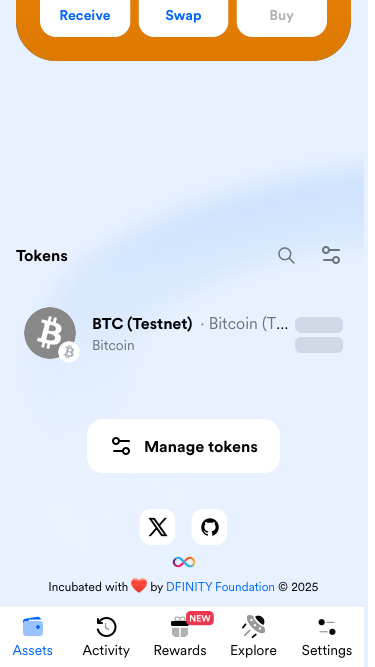 Receive Swap Buy
Tokens
BTC (Testnet) · Bitcoin (T...
Bitcoin
Manage tokens
Incubated with ❤️ by DFINITY Foundation © 2025
NEW
Assets Activity Rewards Explore Settings